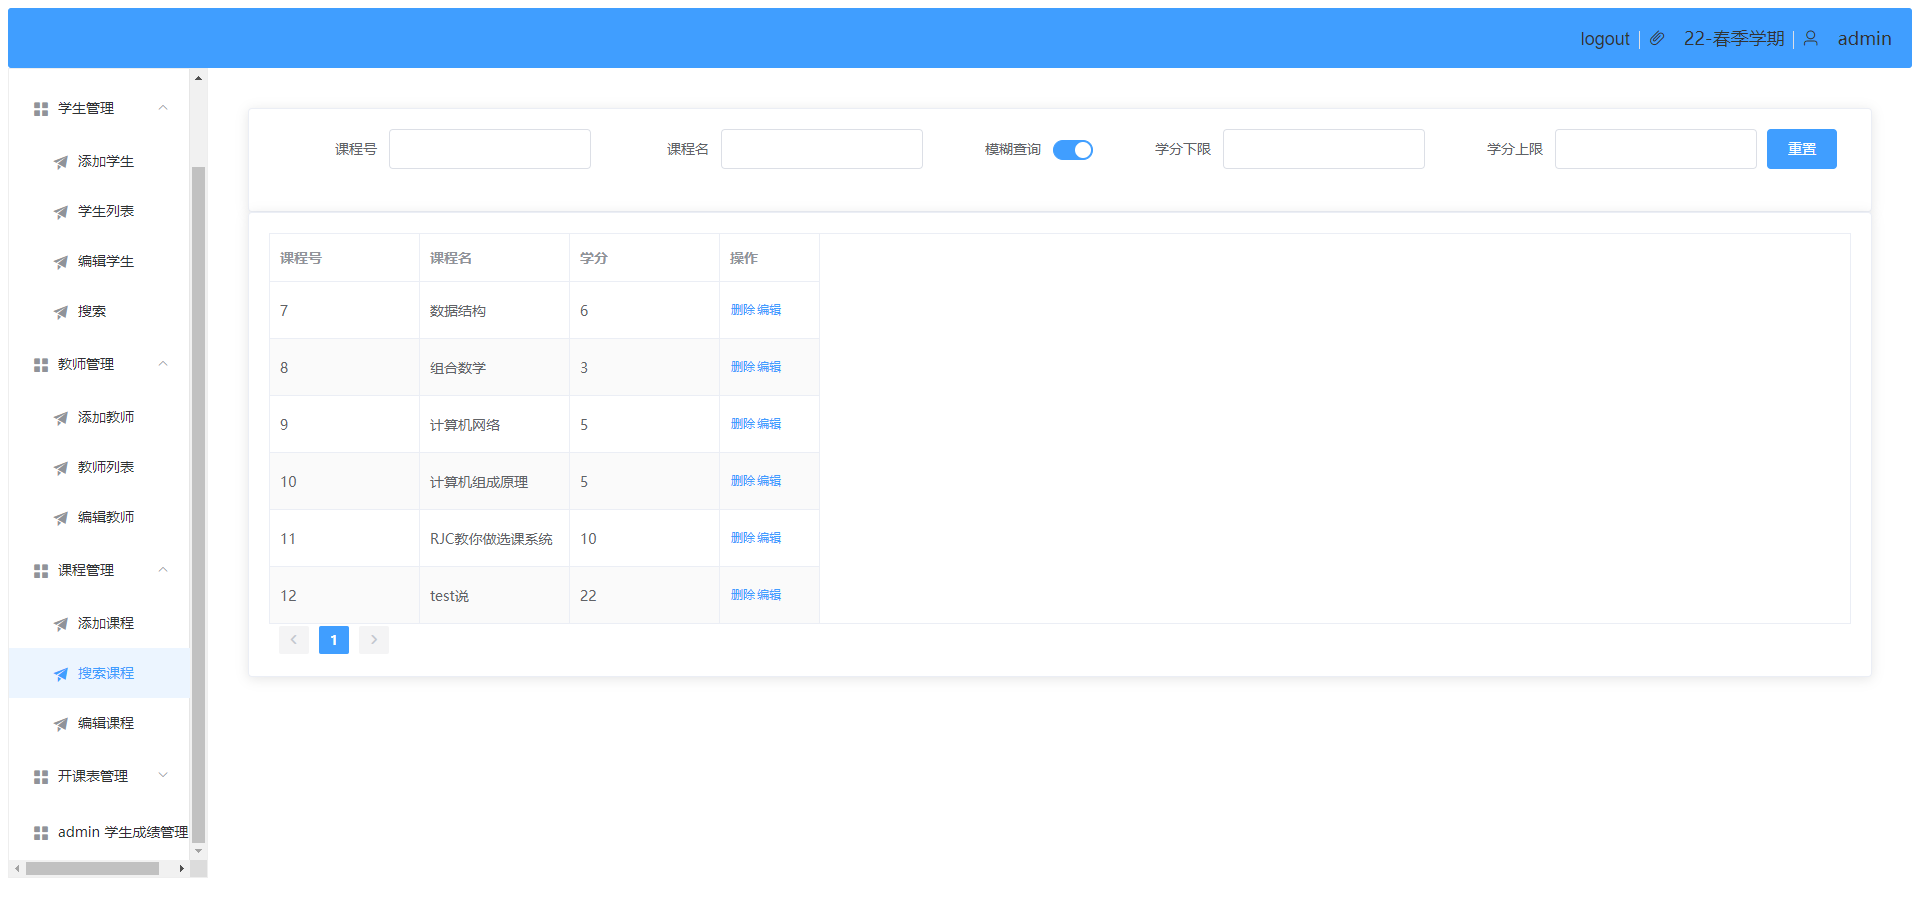 logout 22-春季学期 admin
学生管理
添加学生
学生列表
编辑学生
搜索
教师管理
添加教师
教师列表
编辑教师
课程管理
添加课程
搜索课程
编辑课程
开课表管理
admin 学生成绩管理
课程号 课程名 模糊查询 学分下限 学分上限 重置
课程号 课程名 学分 操作
7 数据结构 6 删除 编辑
8 组合数学 3 删除 编辑
9 计算机网络 5 删除 编辑
10 计算机组成原理 5 删除 编辑
11 RJC教你做选课系统 10 删除 编辑
12 test说 22 删除 编辑
1